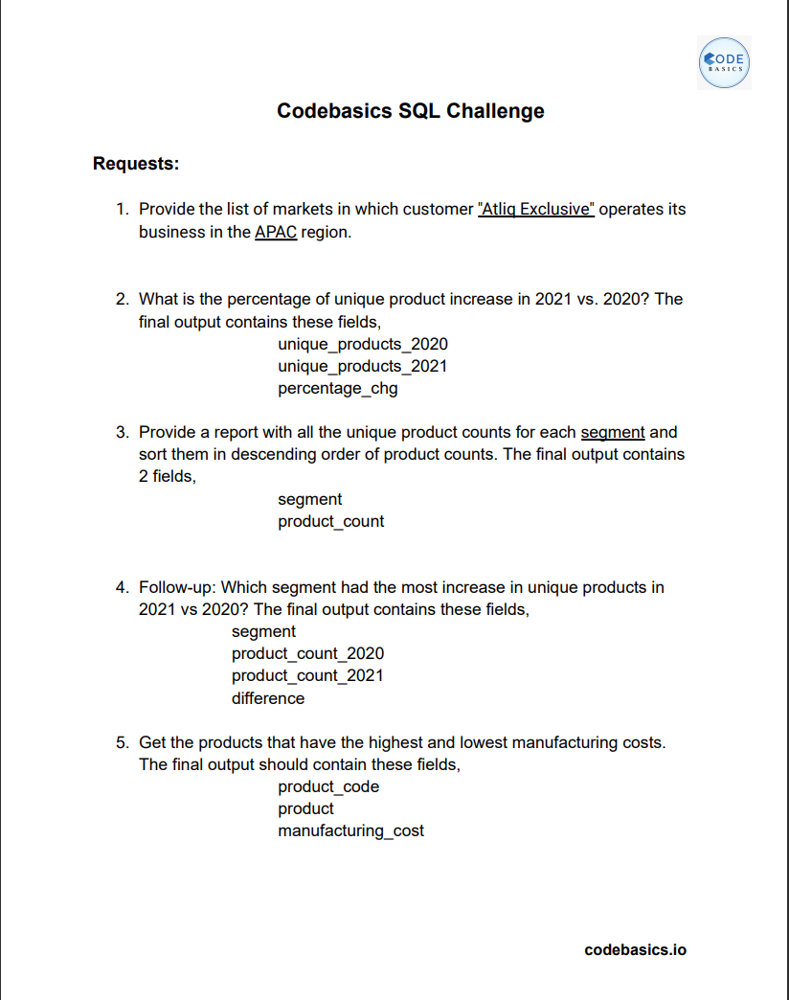 CODE
BASICS
Codebasics SQL Challenge
Requests:
1. Provide the list of markets in which customer "Atliq Exclusive" operates its
business in the APAC region.
2. What is the percentage of unique product increase in 2021 vs. 2020? The
final output contains these fields,
unique_products_2020
unique_products_2021
percentage_chg
3. Provide a report with all the unique product counts for each segment and
sort them in descending order of product counts. The final output contains
2 fields,
segment
product_count
4. Follow-up: Which segment had the most increase in unique products in
2021 vs 2020? The final output contains these fields,
segment
product_count_2020
product_count_2021
difference
5. Get the products that have the highest and lowest manufacturing costs.
The final output should contain these fields,
product_code
product
manufacturing_cost
codebasics.io